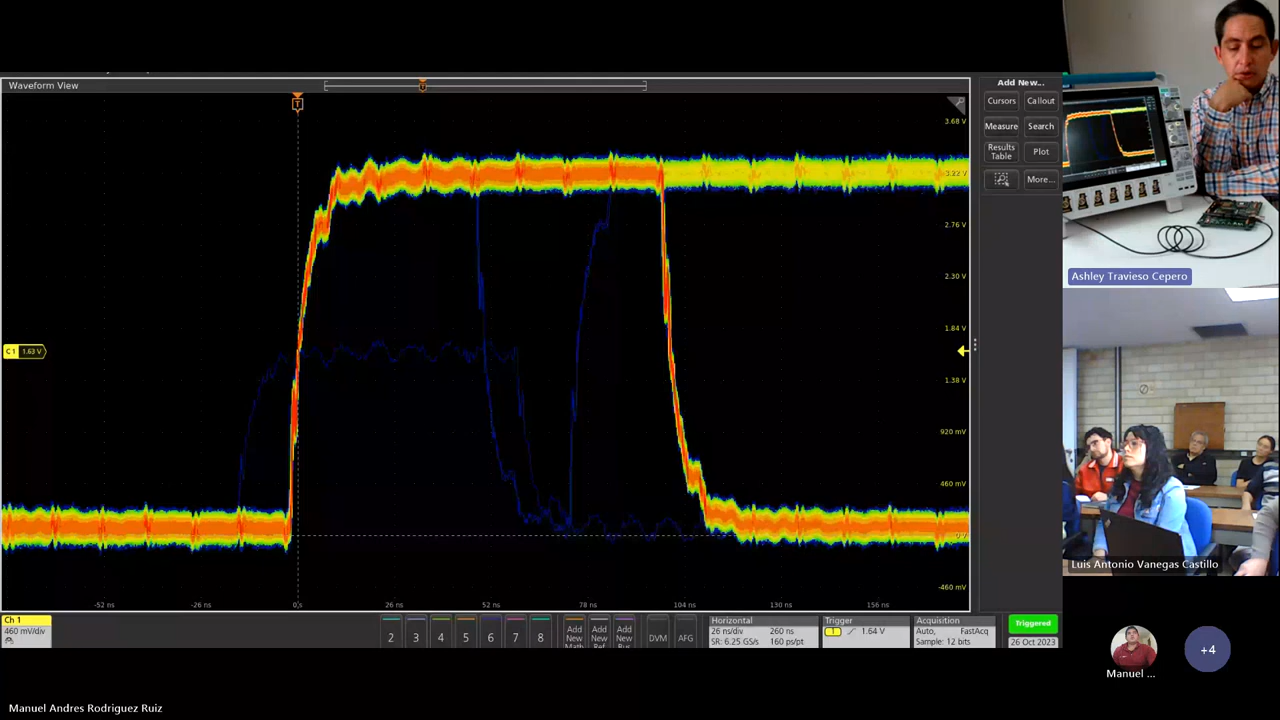 Waveform View
Add New...
Cursors
Callout
Measure
Search
Results
Table
Plot
More...
T
T
3.68 V
3.22 V
2.76 V
2.30 V
1.84 V
1.38 V
920 mV
460 mV
0 V
-460 mV
C 1
1.63 V
-52 ns
-26 ns
0 s
26 ns
52 ns
78 ns
104 ns
130 ns
156 ns
Ch 1
460 mV/div
2
3
4
5
6
7
8
Add
New
Math
Add
New
Ref
Add
New
Bus
DVM
AFG
Horizontal
26 ns/div
260 ns
SR: 6.25 GS/s
160 ps/pt
Trigger
1
1.64 V
Acquisition
Auto,
FastAcq
Sample: 12 bits
Triggered
26 Oct 2023
Ashley Travieso Cepero
Luis Antonio Vanegas Castillo
Manuel ...
+4
Manuel Andres Rodriguez Ruiz